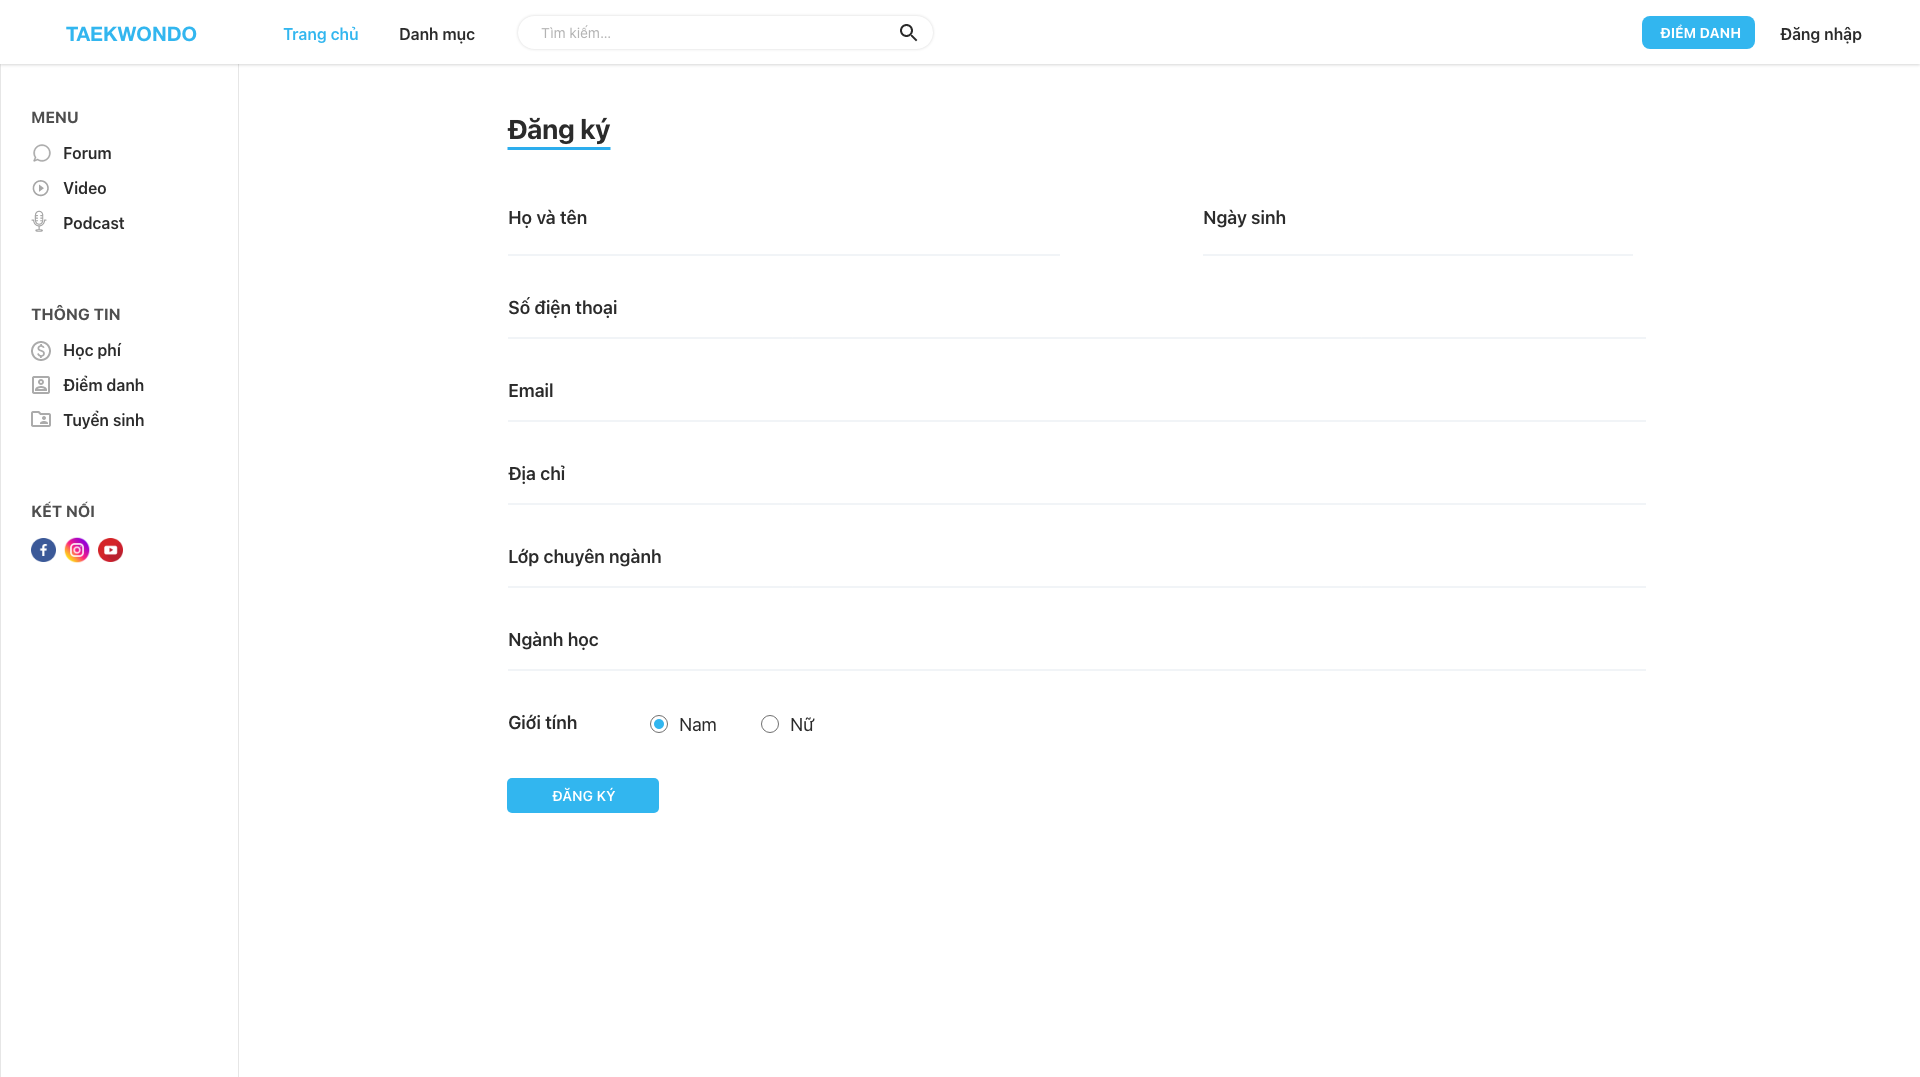 TAEKWONDO
Trang chủ
Danh mục
Tìm kiếm...
ĐIỂM DANH
Đăng nhập
MENU
Forum
Video
Podcast
THÔNG TIN
Học phí
Điểm danh
Tuyển sinh
KẾT NỐI
Đăng ký
Họ và tên
Ngày sinh
Số điện thoại
Email
Địa chỉ
Lớp chuyên ngành
Ngành học
Giới tính
Nam
Nữ
ĐĂNG KÝ